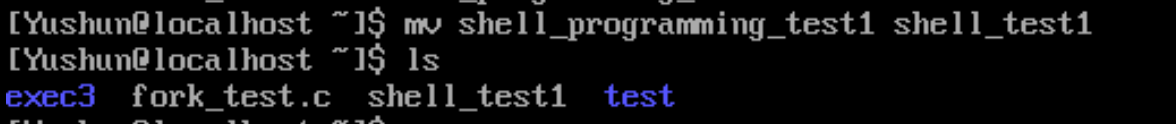 [Yushun@localhost ~]$ mv shell_programming_test1 shell_test1
[Yushun@localhost ~]$ ls
exec3  fork_test.c  shell_test1  test